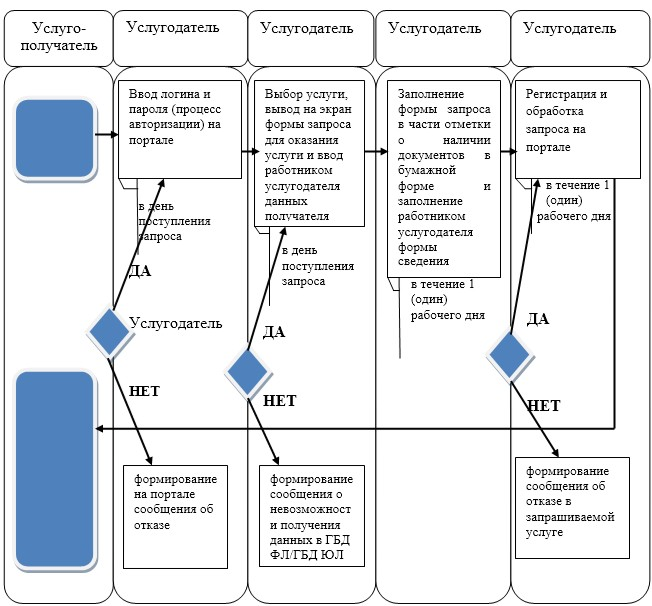 Услуго-
получатель
Услугодатель
Услугодатель
Услугодатель
Услугодатель
Ввод логина и
пароля (процесс
авторизации) на
портале
в день
поступления
запроса
ДА
Услугодатель
НЕТ
формирование
на портале
сообщения об
отказе
Выбор услуги,
вывод на экран
формы запроса
для оказания
услуги и ввод
работником
услугодателя
данных
получателя
в день
поступления
запроса
ДА
НЕТ
формирование
сообщения о
невозможност
и получения
данных в ГБД
ФЛ/ГБД ЮЛ
Заполнение
формы запроса
в части отметки
о наличии
документов в
бумажной
форме и
заполнение
работником
услугодателя
формы
сведения
в течение 1
(один)
рабочего дня
Регистрация и
обработка
запроса на
портале
в течение 1
(один)
рабочего дня
ДА
НЕТ
формирование
сообщения об
отказе в
запрашиваемой
услуге